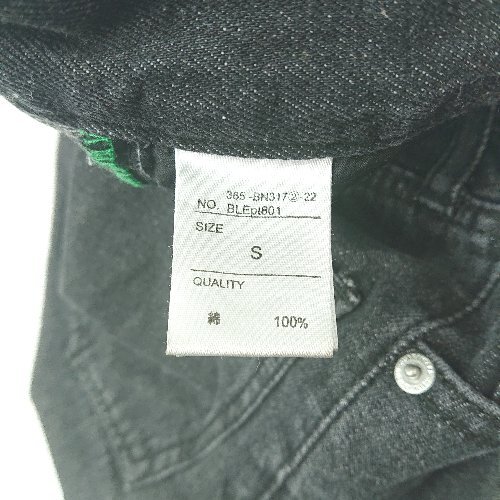 365-BN317②-22
NO. BLEpt801
SIZE
S
QUALITY
綿 100%